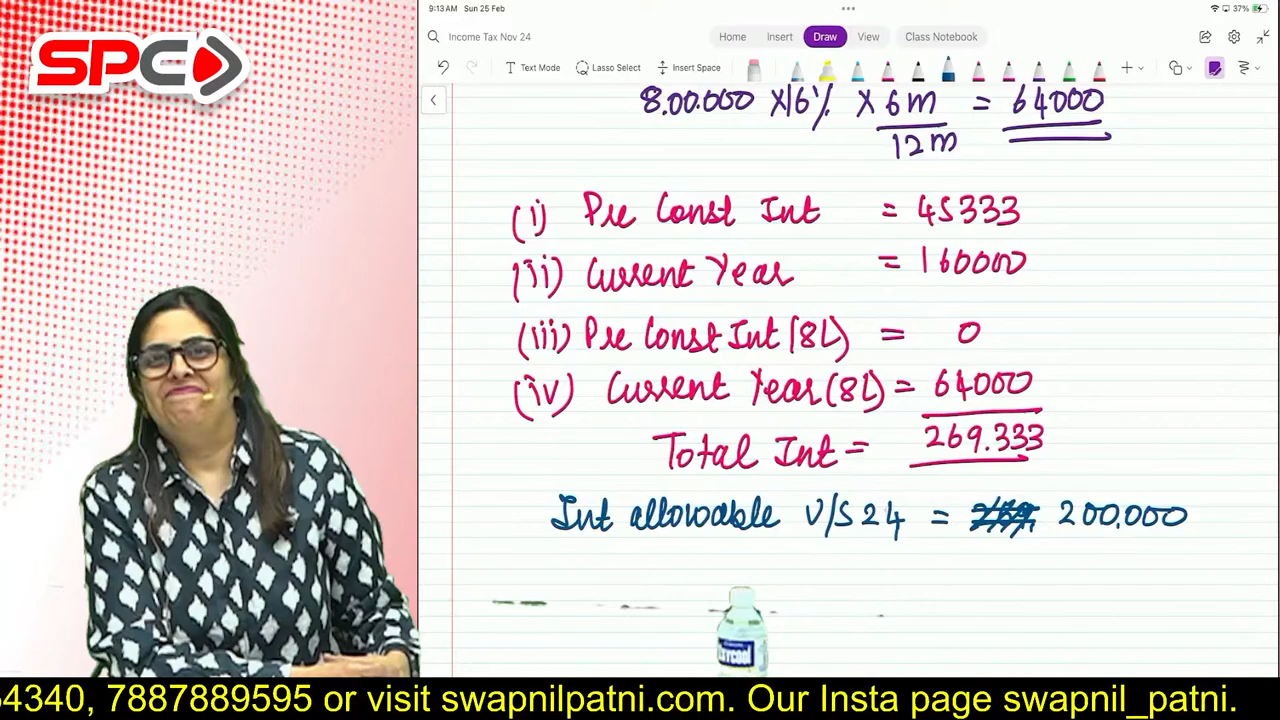 9:13 AM Sun 25 Feb
37%
SPC
Income Tax Nov 24
Home Insert Draw View Class Notebook
Text Mode Lasso Select Insert Space
8.00.000 X16% X 6m = 64000
12m
(i) Pre Const Int = 45333
(ii) Current Year = 160000
(iii) Pre Const Int (8L) = 0
(iv) Current Year (8L) = 64000
Total Int = 269.333
Int allowable U/S 24 = 200.000
54340, 7887889595 or visit swapnilpatni.com. Our Insta page swapnil_patni.